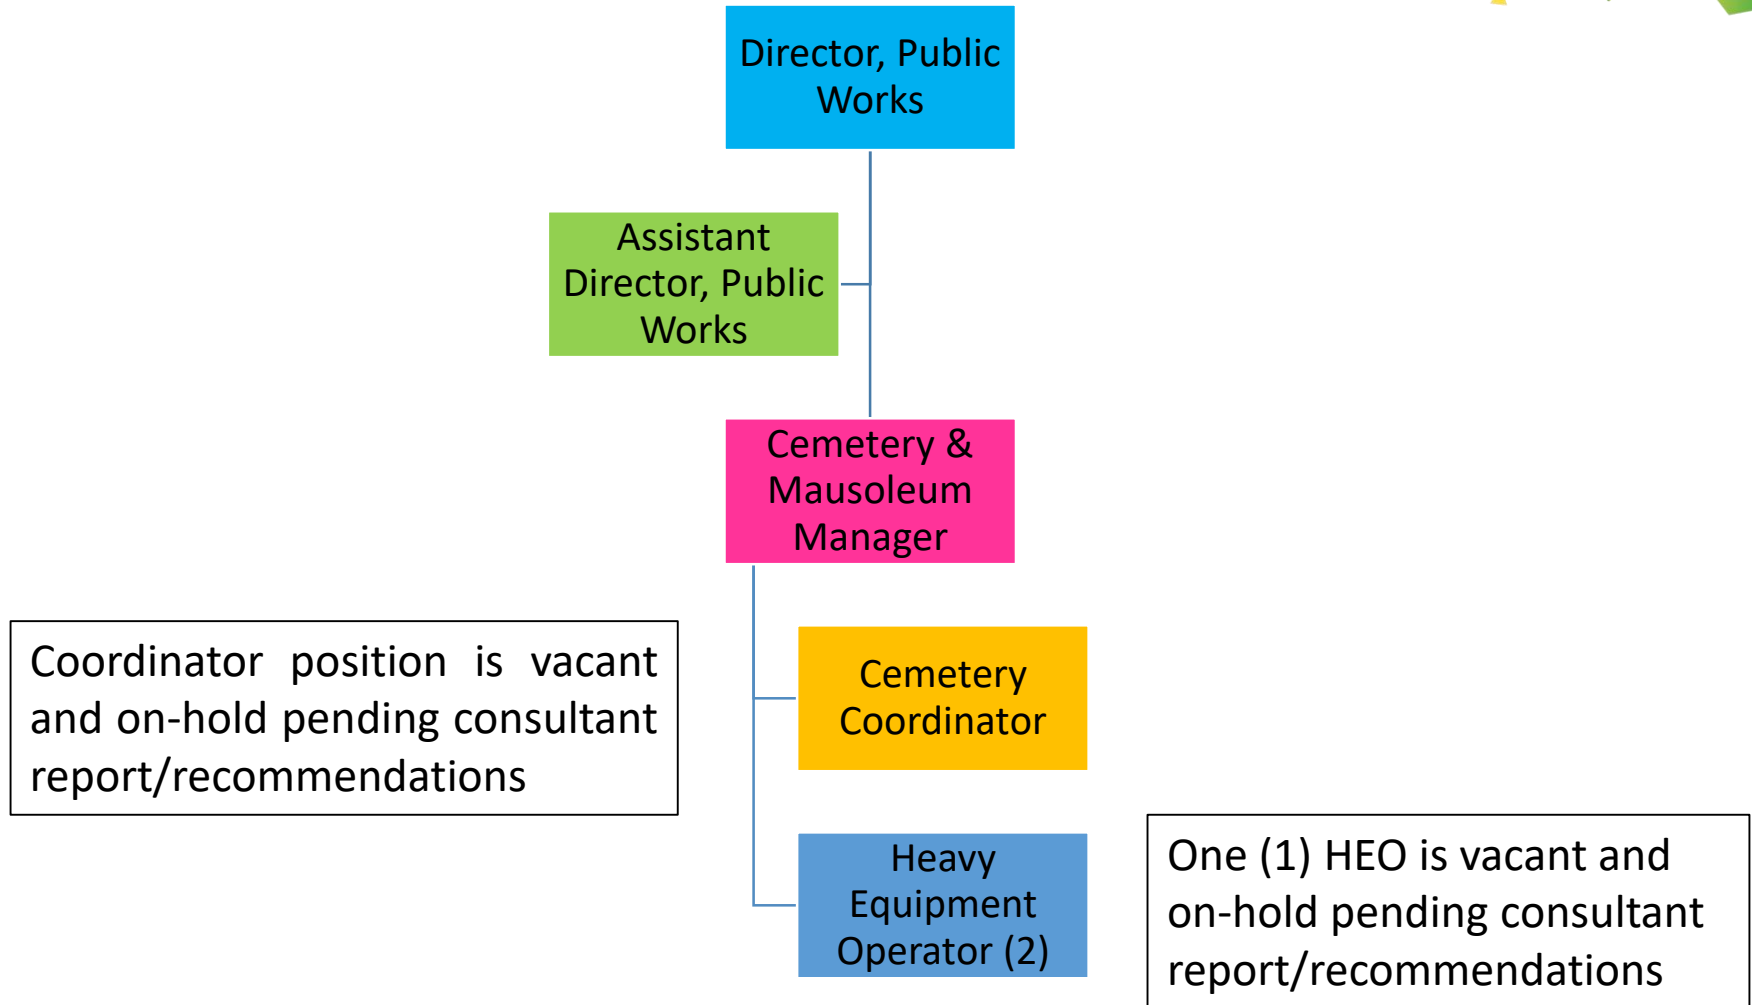 Director, Public
Works
Assistant
Director, Public
Works
Cemetery &
Mausoleum
Manager
Coordinator position is vacant
and on-hold pending consultant
report/recommendations
Cemetery
Coordinator
Heavy
Equipment
Operator (2)
One (1) HEO is vacant and
on-hold pending consultant
report/recommendations